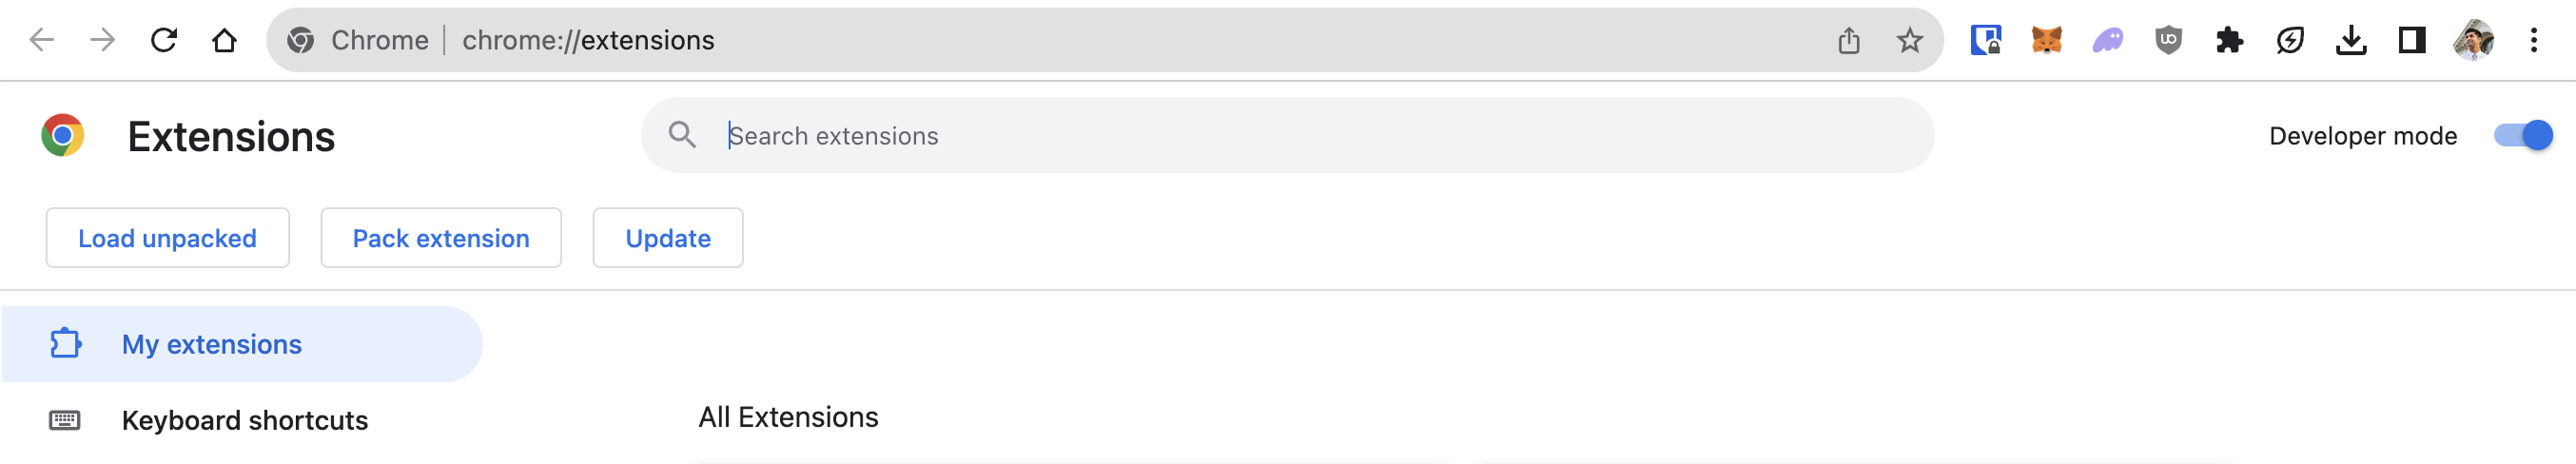 Chrome | chrome://extensions
Extensions
Search extensions
Developer mode
Load unpacked
Pack extension
Update
My extensions
Keyboard shortcuts
All Extensions